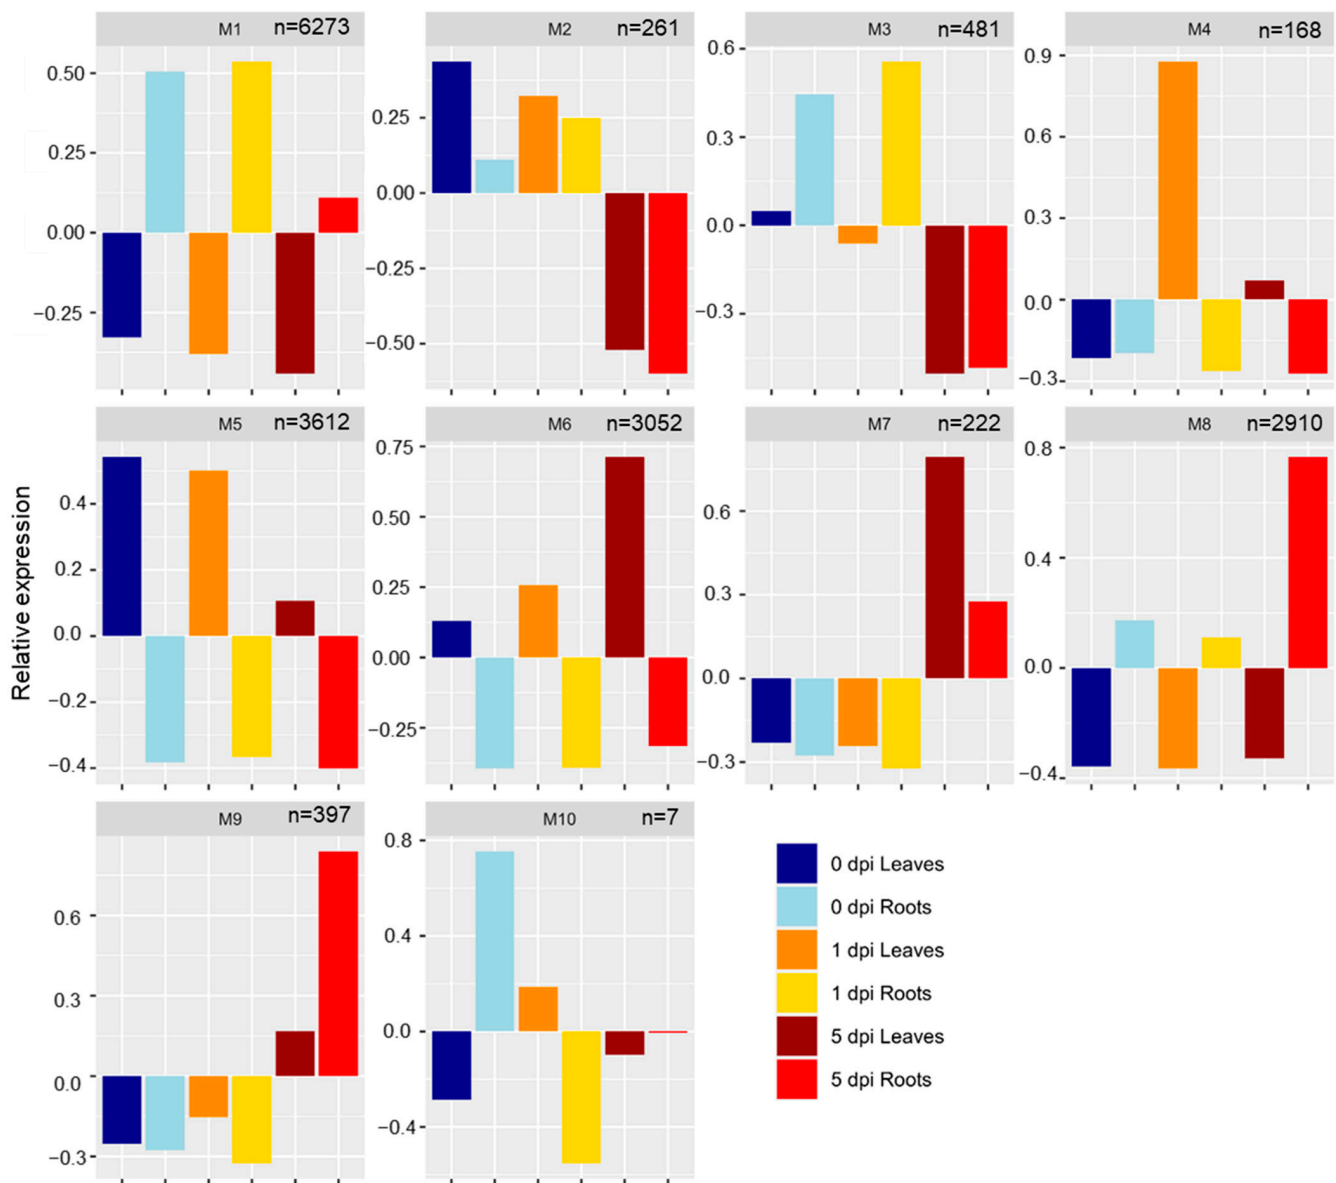 M1 n=6273
M2 n=261
M3 n=481
M4 n=168
0.50
0.25
0.00
−0.25
0.25
0.00
−0.25
−0.50
0.6
0.3
0.0
−0.3
0.9
0.6
0.3
0.0
−0.3
Relative expression
M5 n=3612
M6 n=3052
M7 n=222
M8 n=2910
0.4
0.2
0.0
−0.2
−0.4
0.75
0.50
0.25
0.00
−0.25
0.6
0.3
0.0
−0.3
0.8
0.4
0.0
−0.4
M9 n=397
M10 n=7
0.6
0.3
0.0
−0.3
0.8
0.4
0.0
−0.4
0 dpi Leaves
0 dpi Roots
1 dpi Leaves
1 dpi Roots
5 dpi Leaves
5 dpi Roots